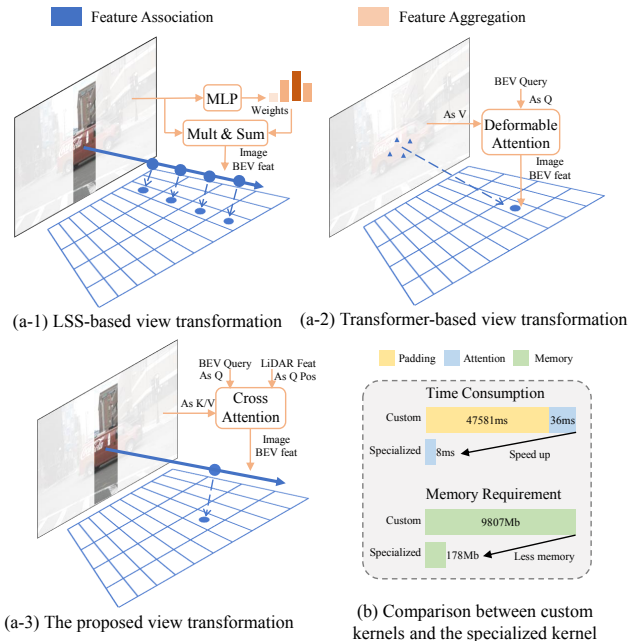 Feature Association
Feature Aggregation
MLP
Weights
Mult & Sum
Image
BEV feat
(a-1) LSS-based view transformation
BEV Query
As Q
As V
Deformable
Attention
Image
BEV feat
(a-2) Transformer-based view transformation
BEV Query
As Q
LiDAR Feat
As Q Pos
As K/V
Cross
Attention
Image
BEV feat
(a-3) The proposed view transformation
Padding
Attention
Memory
Time Consumption
Custom
47581ms
36ms
Specialized
8ms
Speed up
Memory Requirement
Custom
9807Mb
Specialized
178Mb
Less memory
(b) Comparison between custom
kernels and the specialized kernel